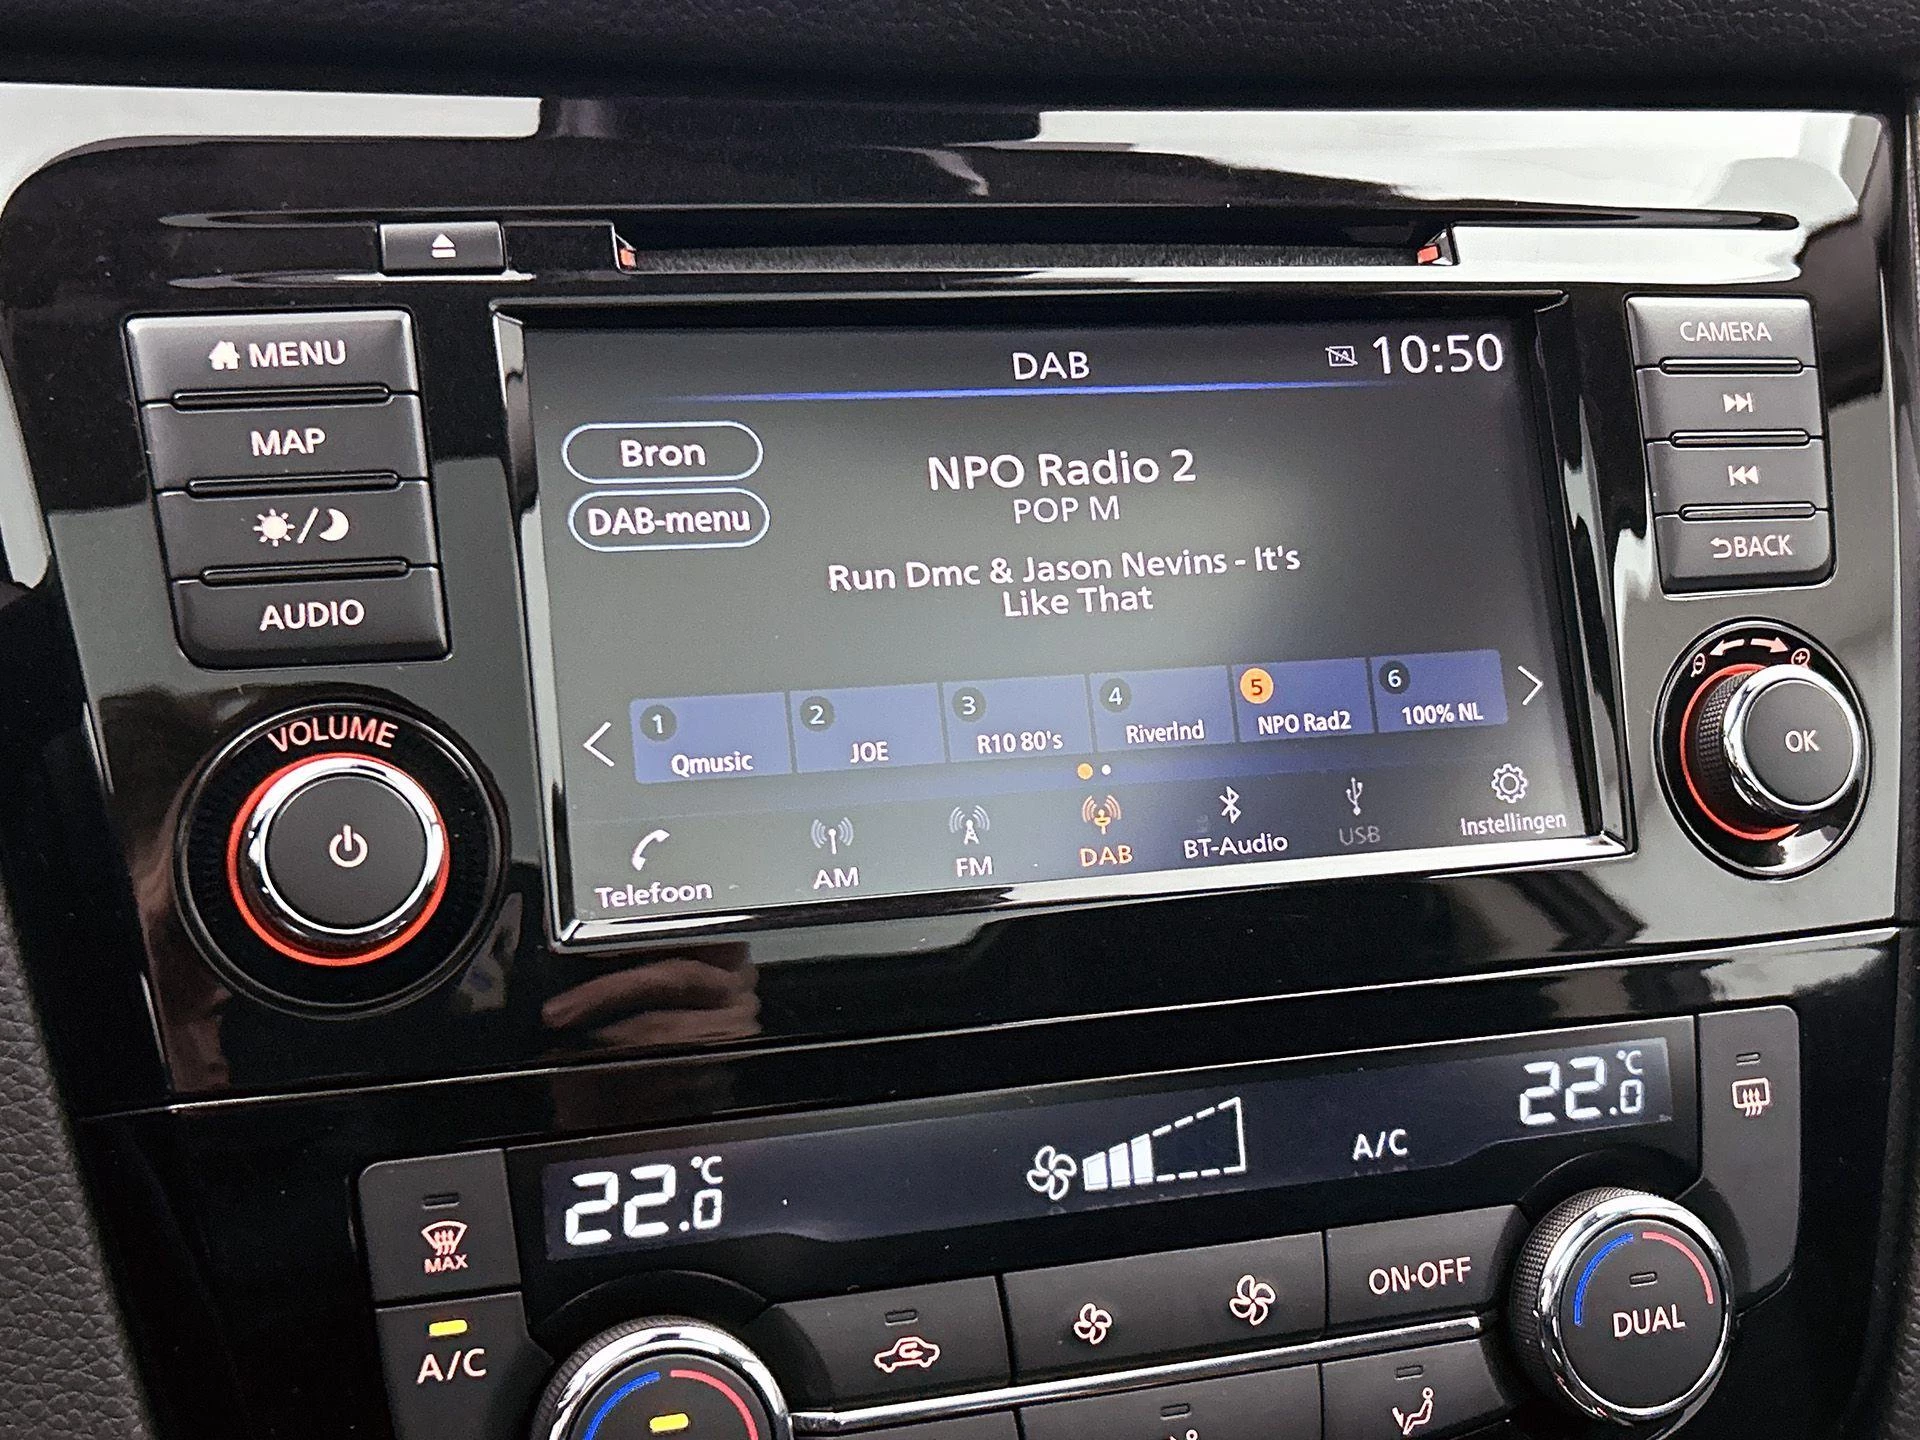 MENU
MAP
AUDIO
VOLUME
CAMERA
BACK
OK
DAB
TA
10:50
Bron
DAB-menu
NPO Radio 2
POP M
Run Dmc & Jason Nevins - It's
Like That
1
Qmusic
2
JOE
3
R10 80's
4
Riverlnd
5
NPO Rad2
6
100% NL
Telefoon
AM
FM
DAB
BT-Audio
USB
Instellingen
22.0 °C
A/C
22.0 °C
MAX
A/C
ON·OFF
DUAL